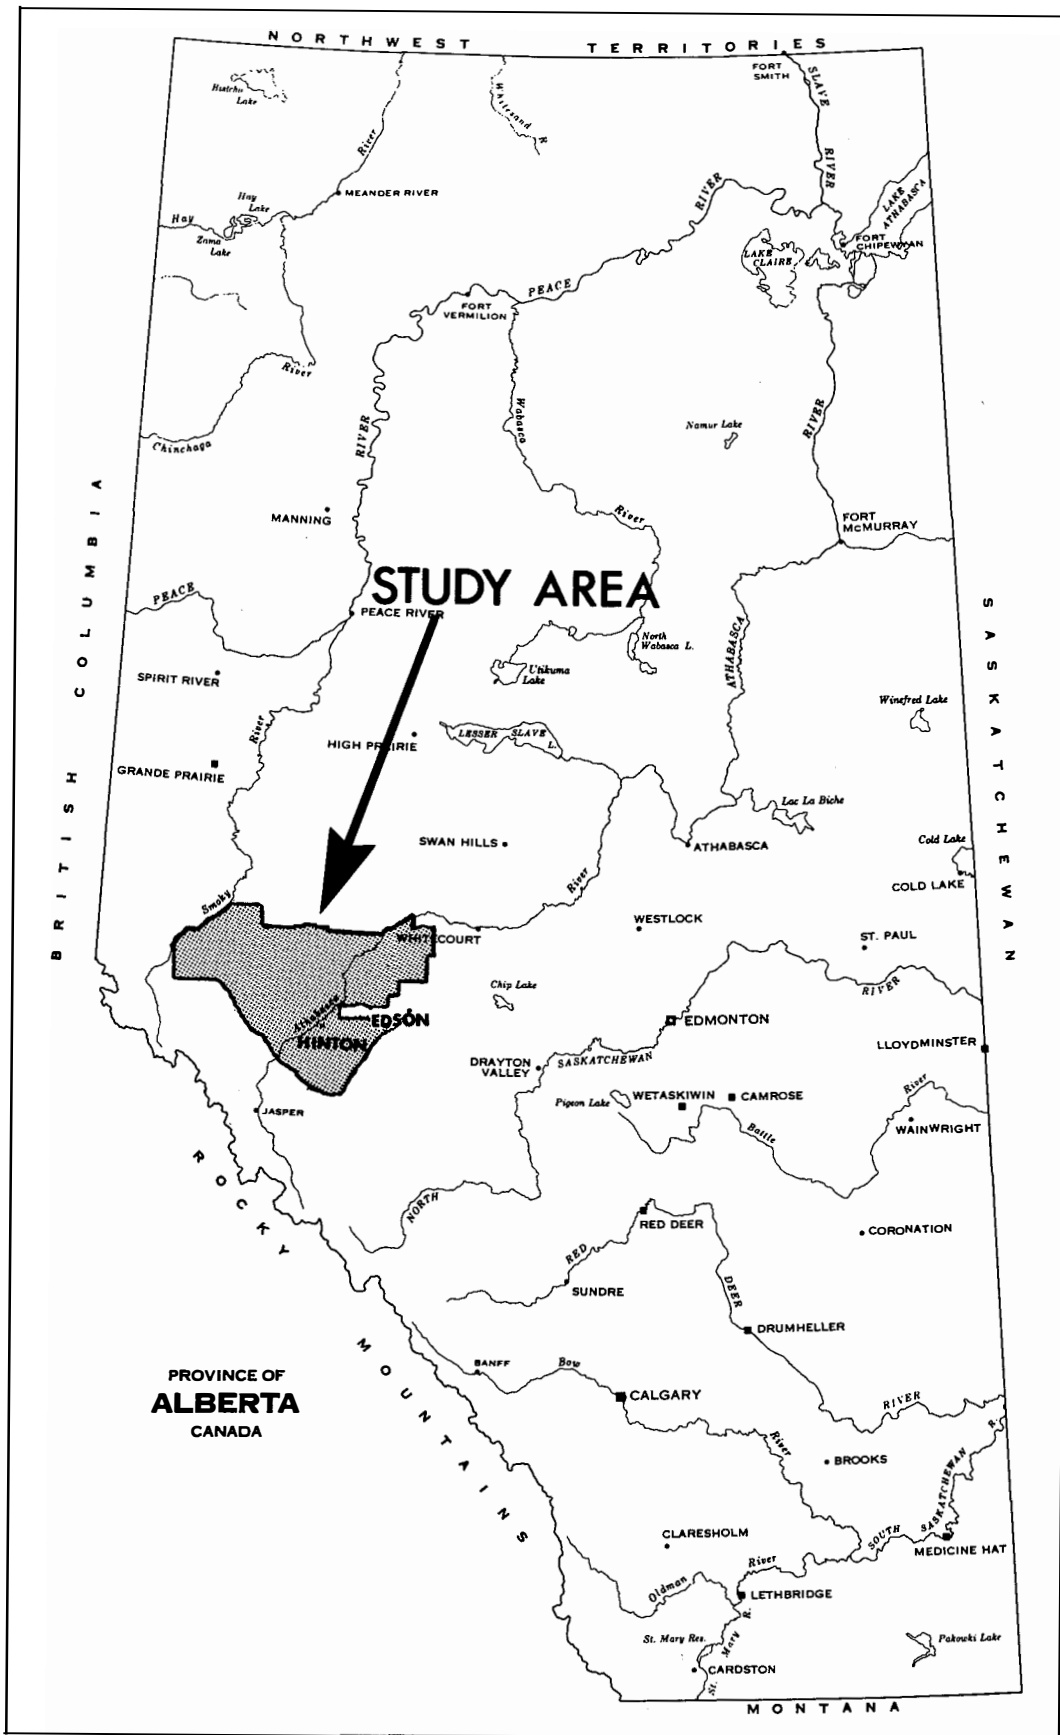 NORTHWEST TERRITORIES
FORT
SMITH
SLAVE
RIVER
Lake
Whitesand R
River
MEANDER RIVER
Hay
Lake
Hay
Zama
Lake
RIVER
LAKE
ATHABASCA
FORT
CHIPEWYAN
LAKE
CLAIRE
PEACE
FORT
VERMILION
River
Chinchaga
RIVER
Wabasca
River
Namur Lake
RIVER
MANNING
FORT
McMURRAY
BRITISH COLUMBIA
STUDY AREA
PEACE
PEACE RIVER
SASKATCHEWAN
North
Wabasca L.
ATHABASCA
Utikuma
Lake
SPIRIT RIVER
Winefred Lake
River
HIGH PRAIRIE
LESSER SLAVE
L.
GRANDE PRAIRIE
Lac La Biche
SWAN HILLS
ATHABASCA
Cold Lake
COLD LAKE
River
Smoky
WESTLOCK
WHITECOURT
ST. PAUL
RIVER
Chip Lake
Athabasca
EDSON
EDMONTON
HINTON
LLOYDMINSTER
DRAYTON
VALLEY
SASKATCHEWAN
Pigeon Lake
WETASKIWIN
CAMROSE
River
JASPER
Battle
WAINWRIGHT
ROCKY MOUNTAINS
NORTH
RED DEER
CORONATION
RED
SUNDRE
DEER
DRUMHELLER
BANFF
Bow
CALGARY
RIVER
PROVINCE OF
ALBERTA
CANADA
River
BROOKS
R.
SASKATCHEWAN
SOUTH
CLARESHOLM
MEDICINE HAT
River
Oldman
LETHBRIDGE
St. Mary Res.
St. Mary R.
Pakowki Lake
CARDSTON
MONTANA